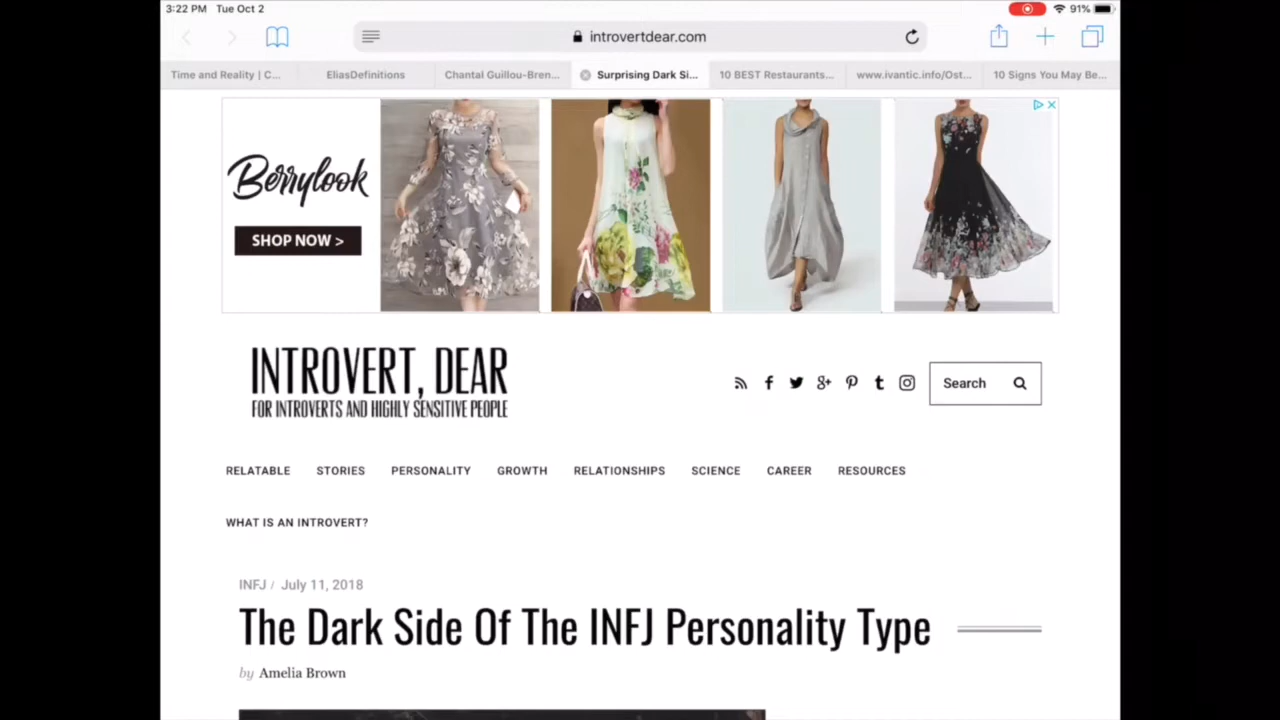 3:22 PM Tue Oct 2
91%
introvertdear.com
Time and Reality | C...
EliasDefinitions
Chantal Guillou-Bren...
Surprising Dark Si...
10 BEST Restaurants...
www.ivantic.info/Ost...
10 Signs You May Be...
Berrylook
SHOP NOW >
INTROVERT, DEAR
FOR INTROVERTS AND HIGHLY SENSITIVE PEOPLE
Search
RELATABLE STORIES PERSONALITY GROWTH RELATIONSHIPS SCIENCE CAREER RESOURCES
WHAT IS AN INTROVERT?
INFJ / July 11, 2018
The Dark Side Of The INFJ Personality Type
by Amelia Brown